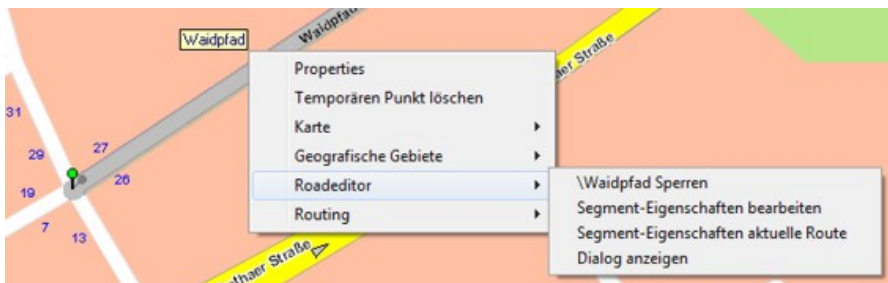 Waidpfad
Waidpfad
aer Straße
Properties
Temporären Punkt löschen
Karte
Geografische Gebiete
Roadeditor
Routing
\Waidpfad Sperren
Segment-Eigenschaften bearbeiten
Segment-Eigenschaften aktuelle Route
Dialog anzeigen
31
29
27
19
26
7
13
thaer Straße